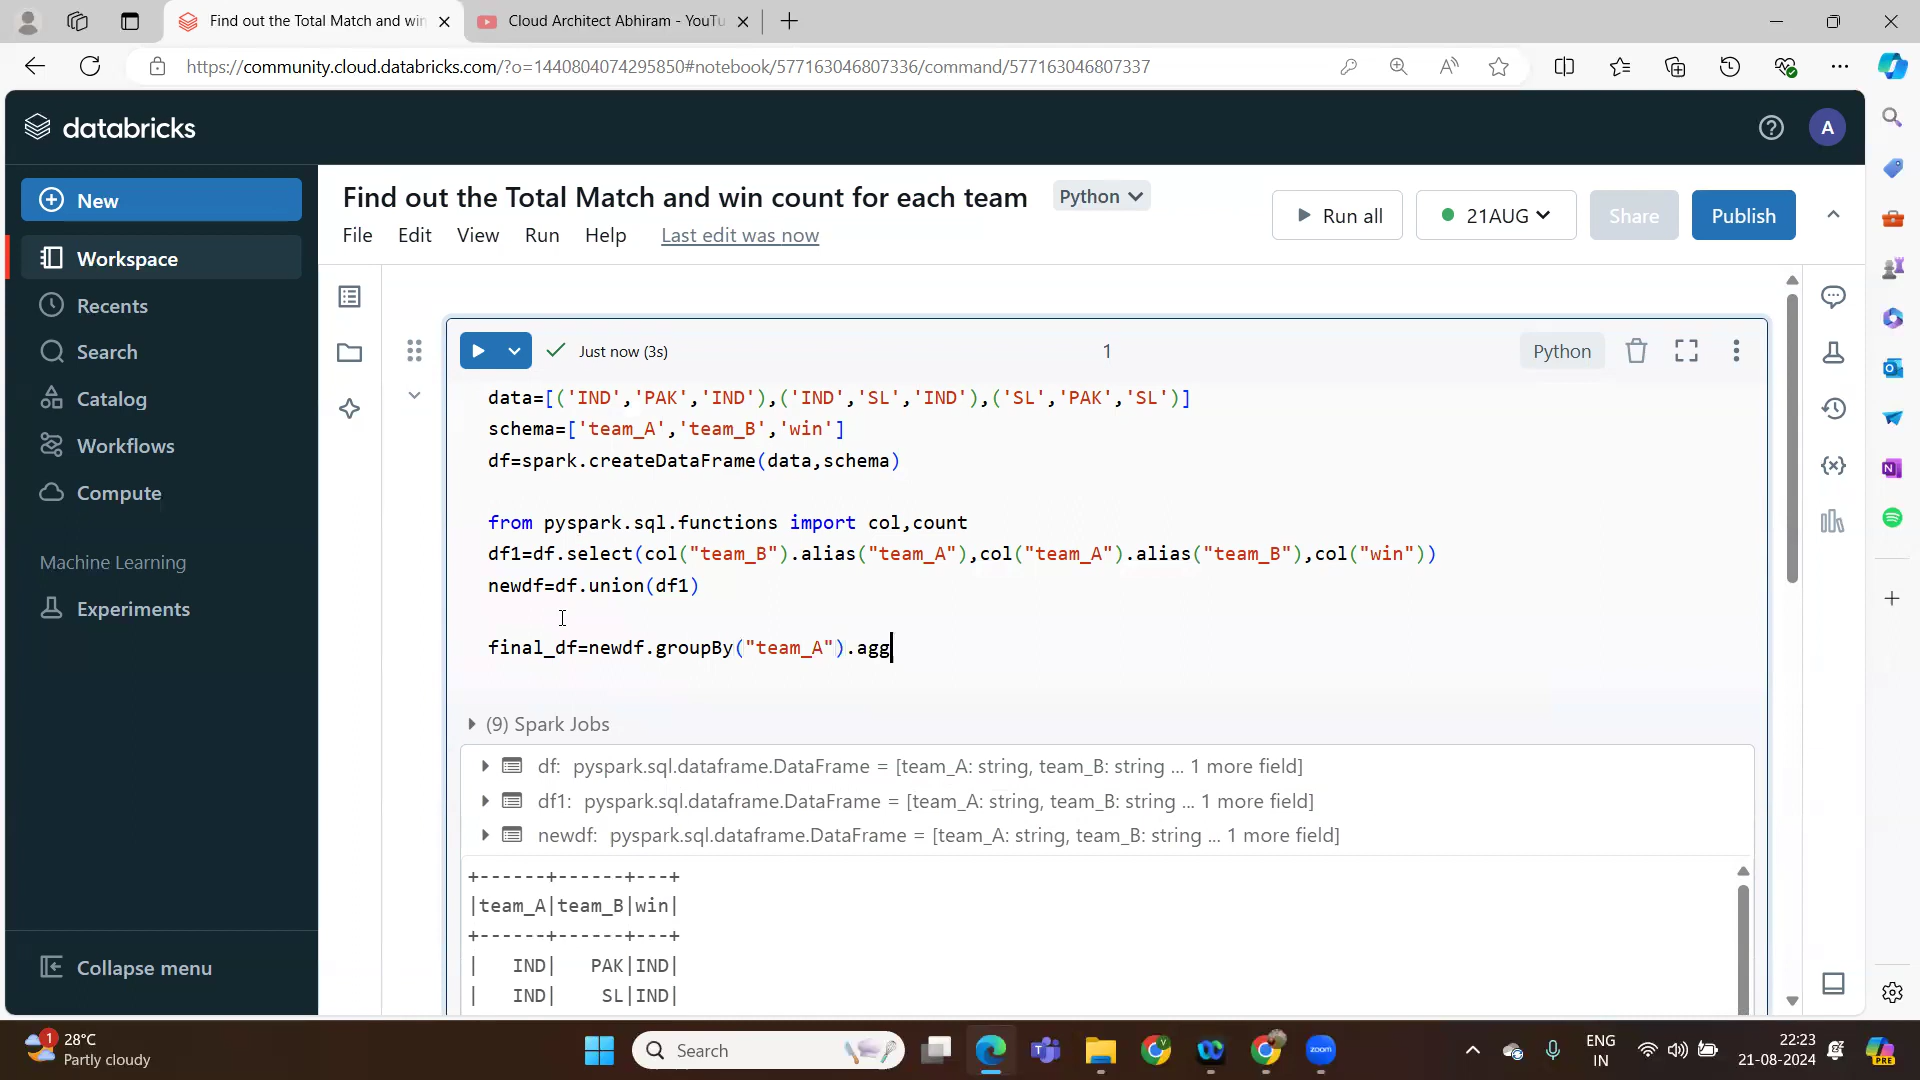 Find out the Total Match and win
Cloud Architect Abhiram - YouTu
https://community.cloud.databricks.com/?o=1440804074295850#notebook/577163046807336/command/577163046807337
databricks
A
New
Workspace
Recents
Search
Catalog
Workflows
Compute
Machine Learning
Experiments
Collapse menu
Find out the Total Match and win count for each team
Python
File Edit View Run Help Last edit was now
Run all
21AUG
Share
Publish
Just now (3s)
1
Python
data=[('IND','PAK','IND'),('IND','SL','IND'),('SL','PAK','SL')]
schema=['team_A','team_B','win']
df=spark.createDataFrame(data,schema)
from pyspark.sql.functions import col,count
df1=df.select(col("team_B").alias("team_A"),col("team_A").alias("team_B"),col("win"))
newdf=df.union(df1)
final_df=newdf.groupBy("team_A").agg
(9) Spark Jobs
df: pyspark.sql.dataframe.DataFrame = [team_A: string, team_B: string ... 1 more field]
df1: pyspark.sql.dataframe.DataFrame = [team_A: string, team_B: string ... 1 more field]
newdf: pyspark.sql.dataframe.DataFrame = [team_A: string, team_B: string ... 1 more field]
+------+------+---+
|team_A|team_B|win|
+------+------+---+
|   IND|   PAK|IND|
|   IND|    SL|IND|
1
28°C
Partly cloudy
Search
zoom
ENG
IN
22:23
21-08-2024
PRE